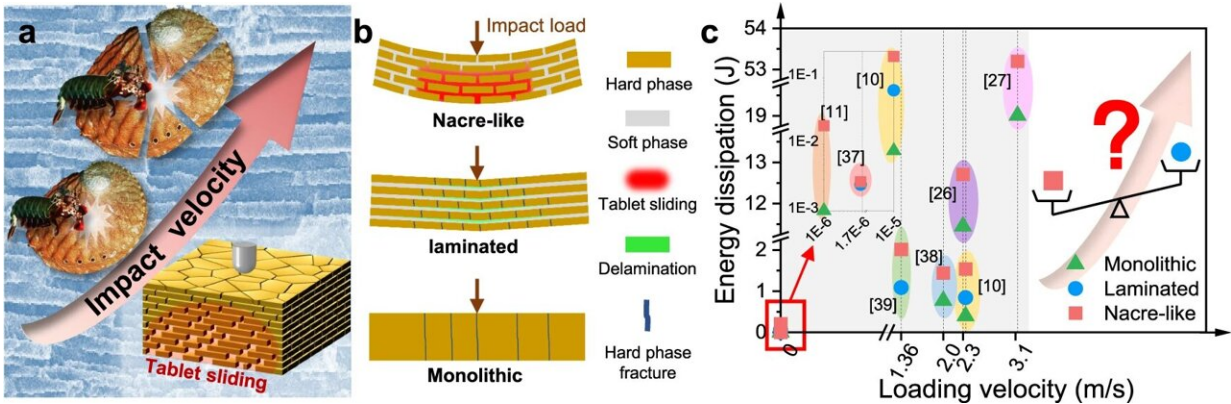 a
Impact velocity
Tablet sliding
b
Impact load
Nacre-like
laminated
Monolithic
Hard phase
Soft phase
Tablet sliding
Delamination
Hard phase
fracture
c
Energy dissipation (J)
54
53
19
13
12
2
1
0
1E-1
1E-2
1E-3
1E-6
1.7E-6
1E-5
[11]
[37]
[10]
[27]
[26]
[38]
[39]
[10]
?
Monolithic
Laminated
Nacre-like
0
1.36
2.0
2.3
3.1
Loading velocity (m/s)